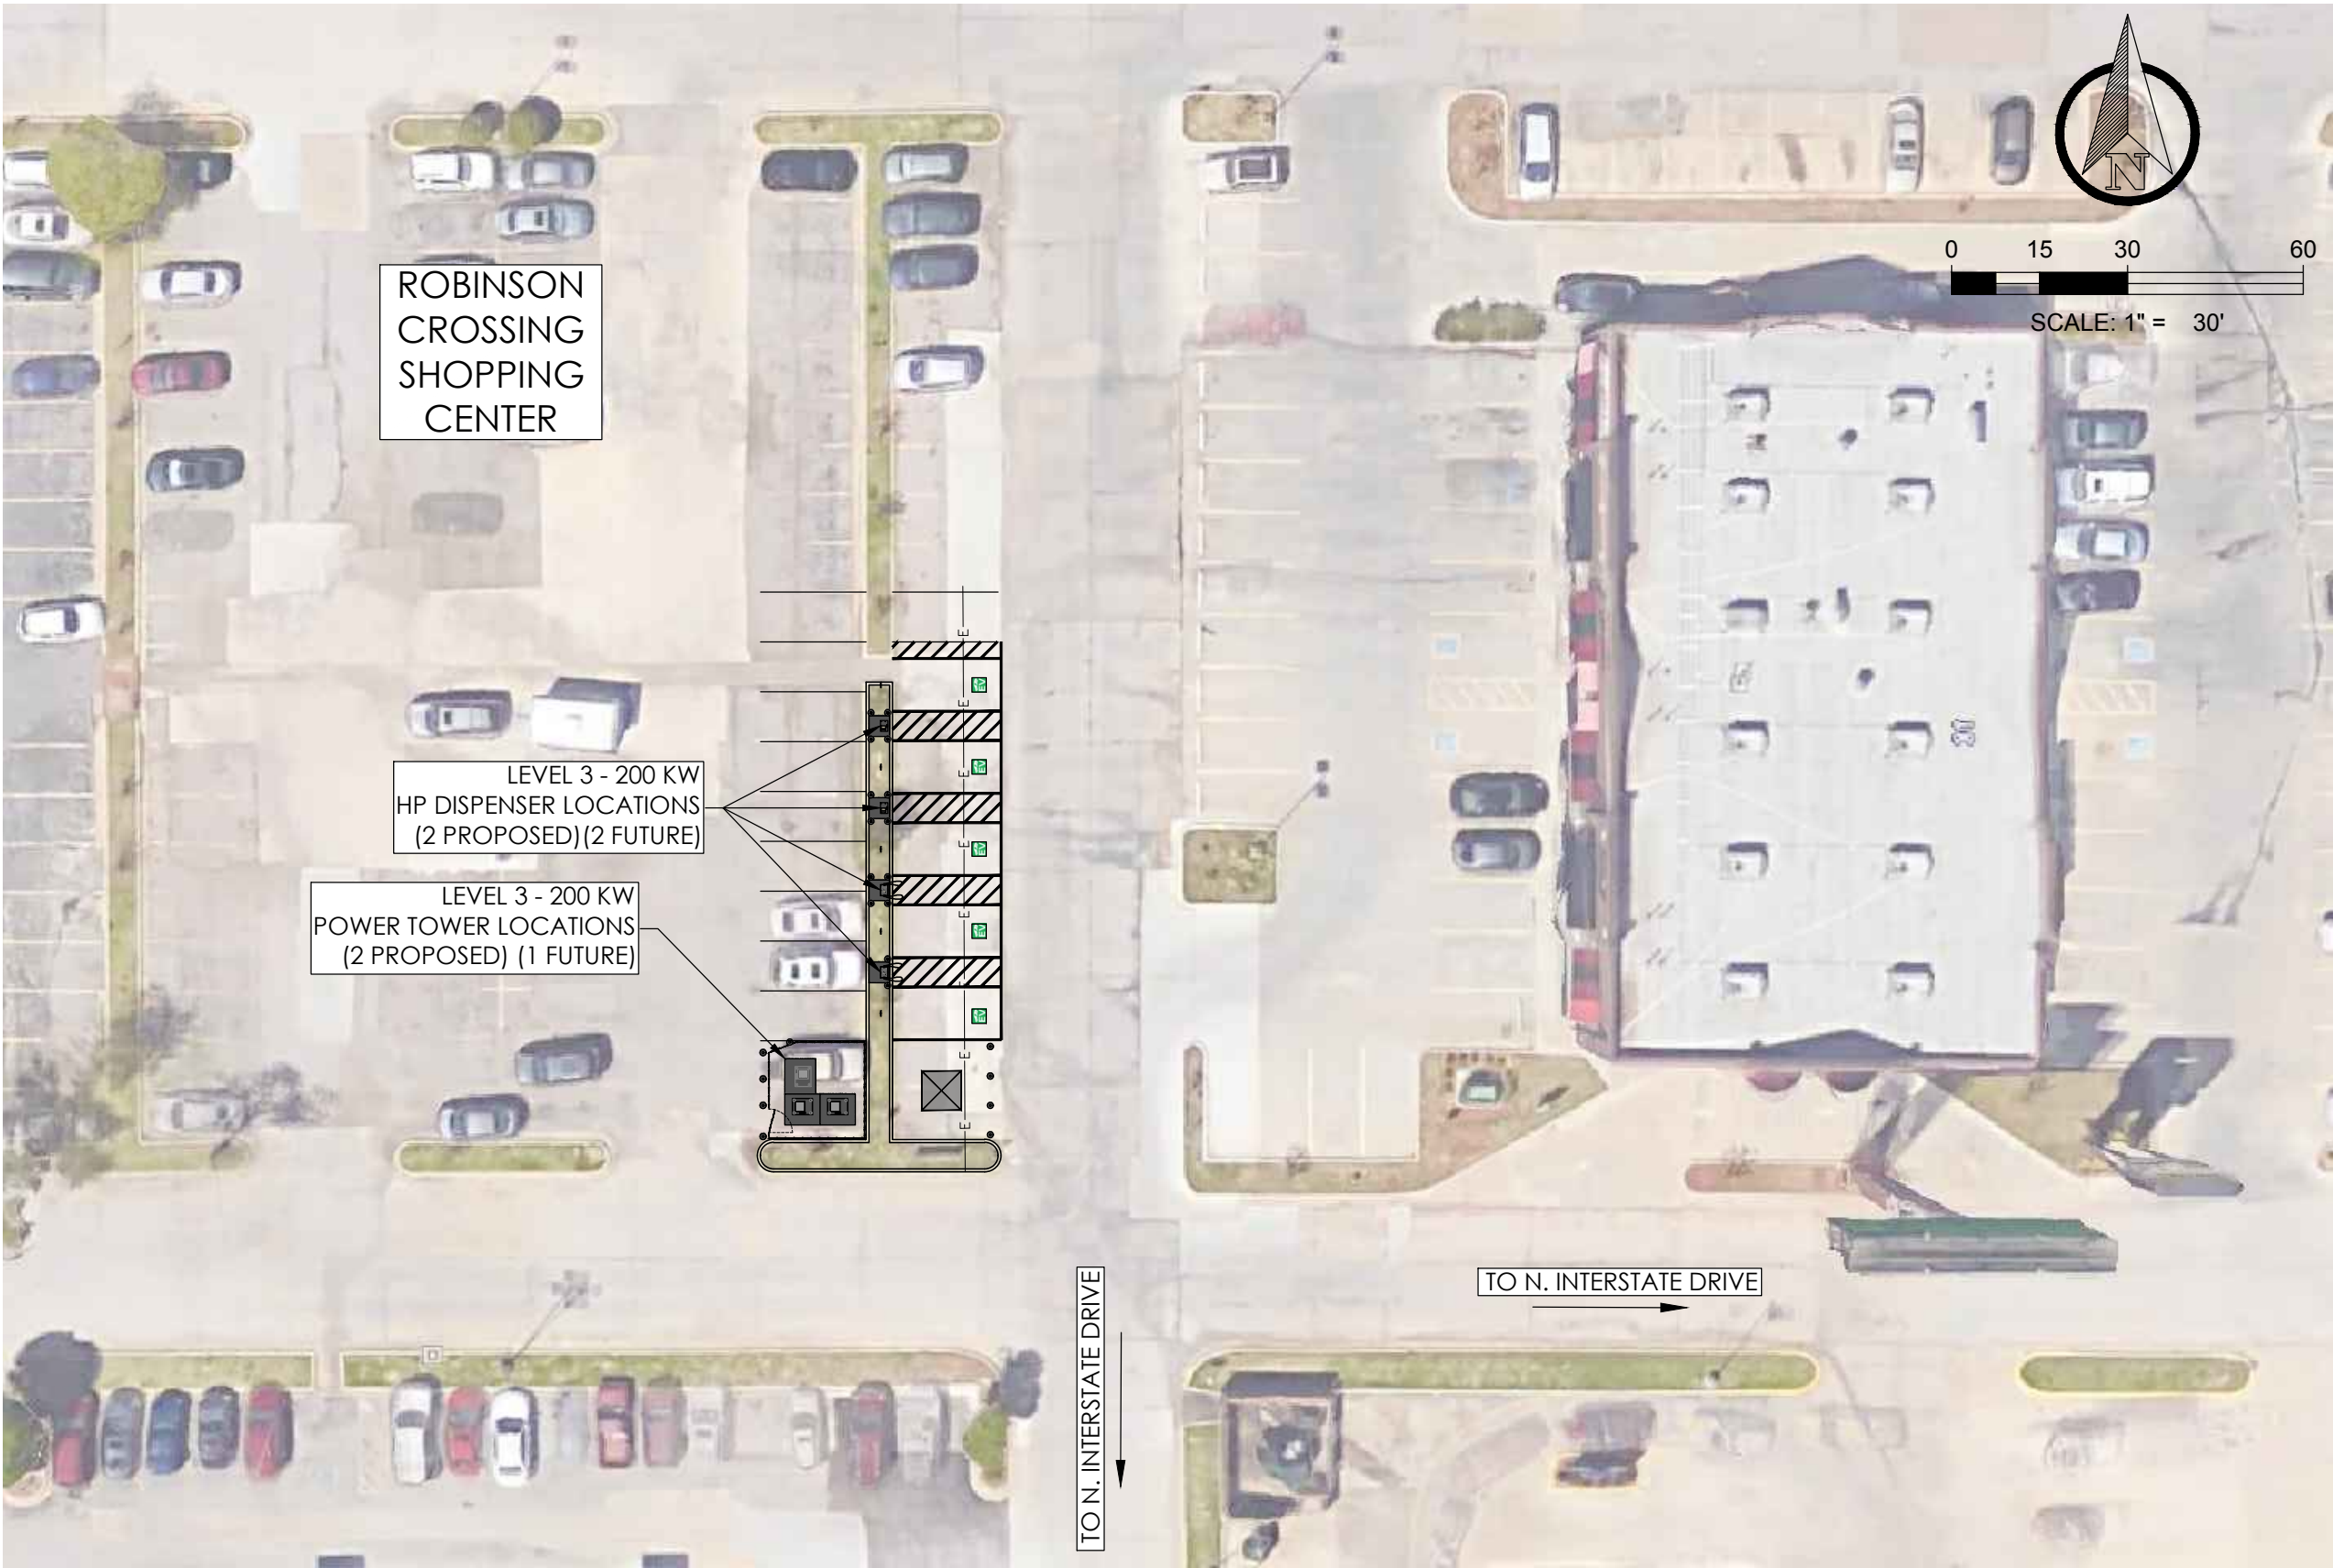 N
0 15 30 60
SCALE: 1" = 30'
ROBINSON
CROSSING
SHOPPING
CENTER
E
E
E
LEVEL 3 - 200 KW
HP DISPENSER LOCATIONS
(2 PROPOSED)(2 FUTURE)
E
E
LEVEL 3 - 200 KW
POWER TOWER LOCATIONS
(2 PROPOSED) (1 FUTURE)
E
E
E
TO N. INTERSTATE DRIVE
TO N. INTERSTATE DRIVE